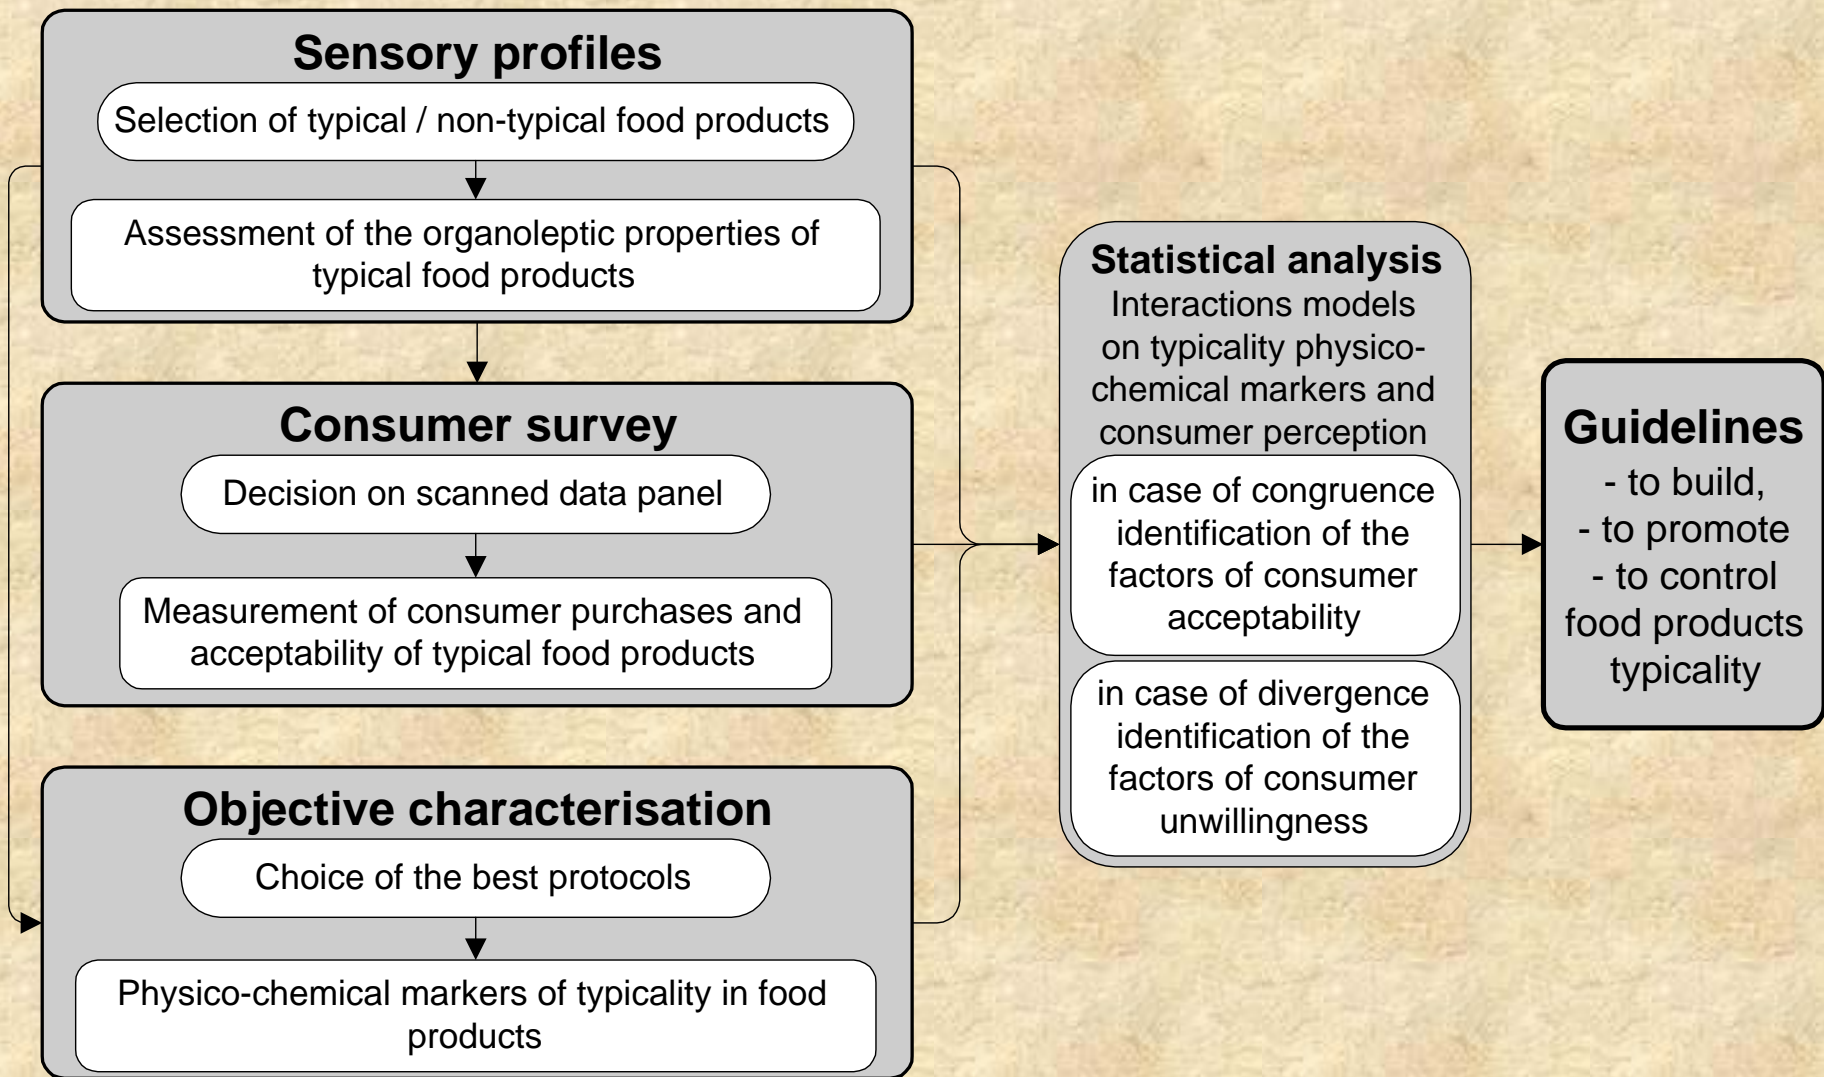 Sensory profiles
Selection of typical / non-typical food products
Assessment of the organoleptic properties of
typical food products
Consumer survey
Decision on scanned data panel
Measurement of consumer purchases and
acceptability of typical food products
Objective characterisation
Choice of the best protocols
Physico-chemical markers of typicality in food
products
Statistical analysis
Interactions models
on typicality physico-
chemical markers and
consumer perception
in case of congruence
identification of the
factors of consumer
acceptability
in case of divergence
identification of the
factors of consumer
unwillingness
Guidelines
- to build,
- to promote
- to control
food products
typicality